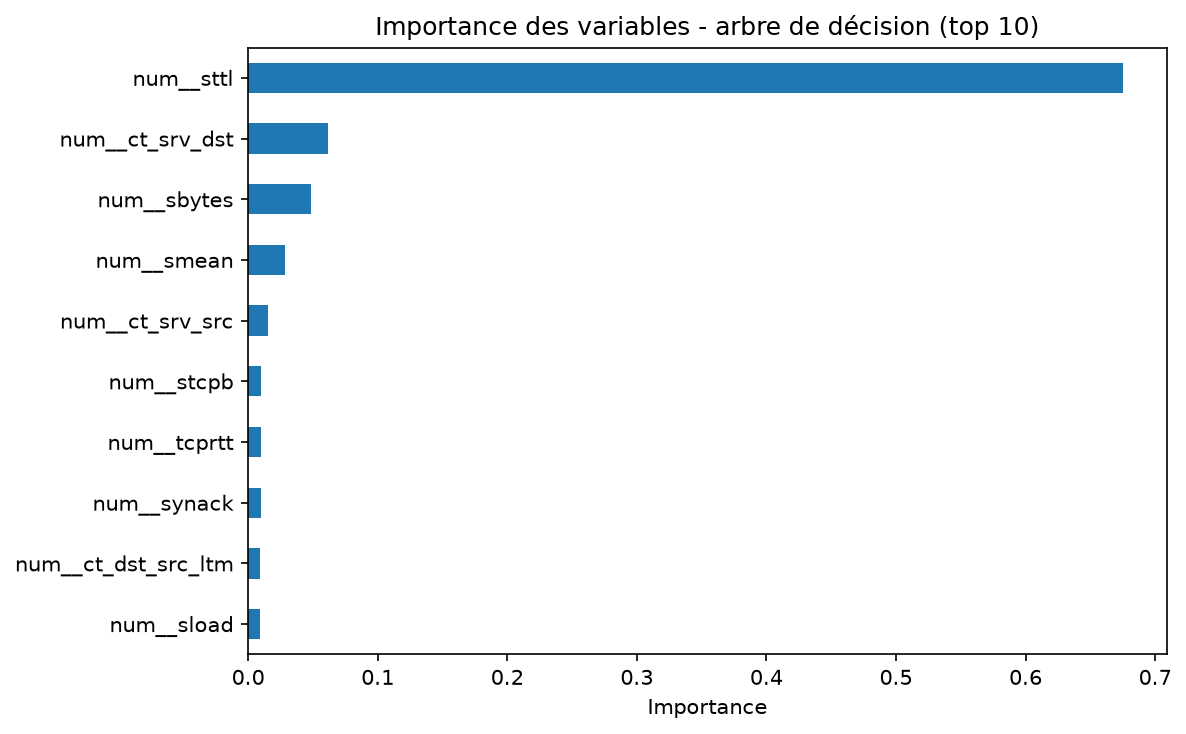 Importance des variables - arbre de décision (top 10)
num__sttl
num__ct_srv_dst
num__sbytes
num__smean
num__ct_srv_src
num__stcpb
num__tcprtt
num__synack
num__ct_dst_src_ltm
num__sload
0.0 0.1 0.2 0.3 0.4 0.5 0.6 0.7
Importance